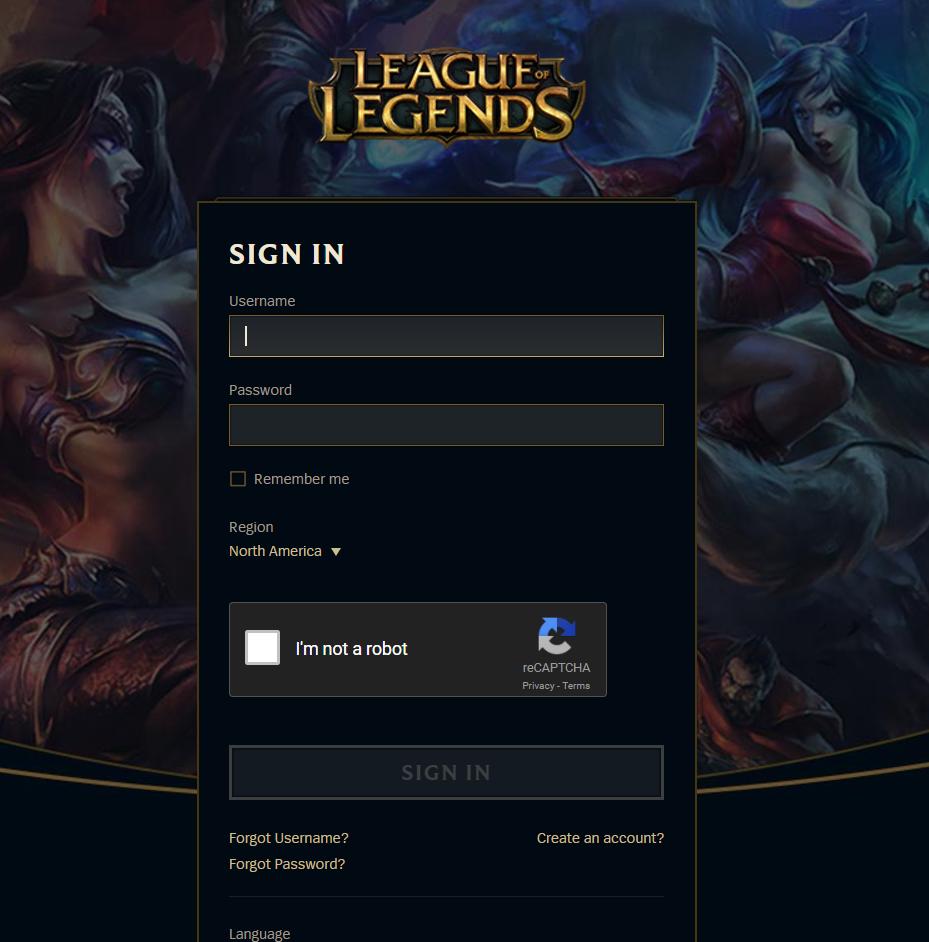 LEAGUE OF
LEGENDS
SIGN IN
Username
Password
Remember me
Region
North America ▼
I'm not a robot
reCAPTCHA
Privacy - Terms
SIGN IN
Forgot Username? Create an account?
Forgot Password?
Language